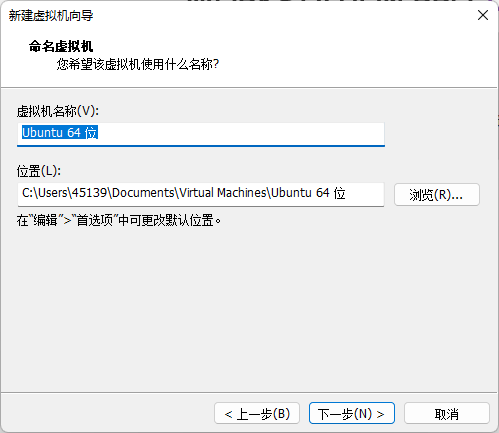 新建虚拟机向导
命名虚拟机
您希望该虚拟机使用什么名称?
虚拟机名称(V):
Ubuntu 64 位
位置(L):
C:\Users\45139\Documents\Virtual Machines\Ubuntu 64 位
浏览(R)...
在“编辑”>“首选项”中可更改默认位置。
< 上一步(B)
下一步(N) >
取消